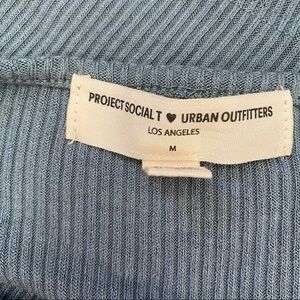 PROJECT SOCIAL T ♥ URBAN OUTFITTERS
LOS ANGELES
M